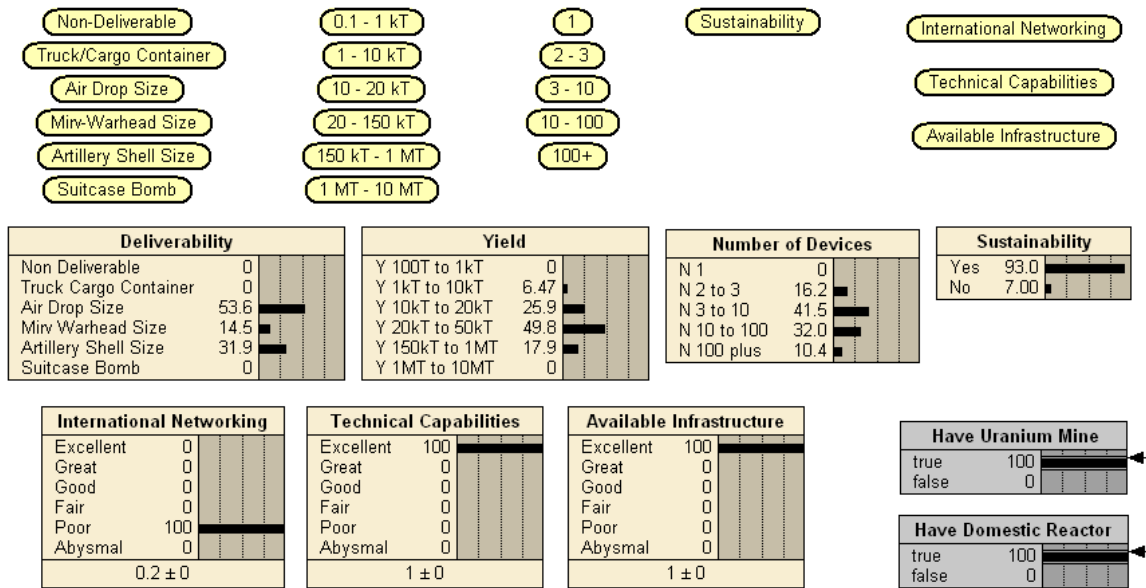 Non-Deliverable
0.1 - 1 kT
1
Sustainability
International Networking
Truck/Cargo Container
1 - 10 kT
2 - 3
Air Drop Size
10 - 20 kT
3 - 10
Technical Capabilities
Mirv-Warhead Size
20 - 150 kT
10 - 100
Available Infrastructure
Artillery Shell Size
150 kT - 1 MT
100+
Suitcase Bomb
1 MT - 10 MT
Deliverability
Non Deliverable 0
Truck Cargo Container 0
Air Drop Size 53.6
Mirv Warhead Size 14.5
Artillery Shell Size 31.9
Suitcase Bomb 0
Yield
Y 100T to 1kT 0
Y 1kT to 10kT 6.47
Y 10kT to 20kT 25.9
Y 20kT to 50kT 49.8
Y 150kT to 1MT 17.9
Y 1MT to 10MT 0
Number of Devices
N 1 0
N 2 to 3 16.2
N 3 to 10 41.5
N 10 to 100 32.0
N 100 plus 10.4
Sustainability
Yes 93.0
No 7.00
International Networking
Excellent 0
Great 0
Good 0
Fair 0
Poor 100
Abysmal 0
0.2 ± 0
Technical Capabilities
Excellent 100
Great 0
Good 0
Fair 0
Poor 0
Abysmal 0
1 ± 0
Available Infrastructure
Excellent 100
Great 0
Good 0
Fair 0
Poor 0
Abysmal 0
1 ± 0
Have Uranium Mine
true 100
false 0
Have Domestic Reactor
true 100
false 0